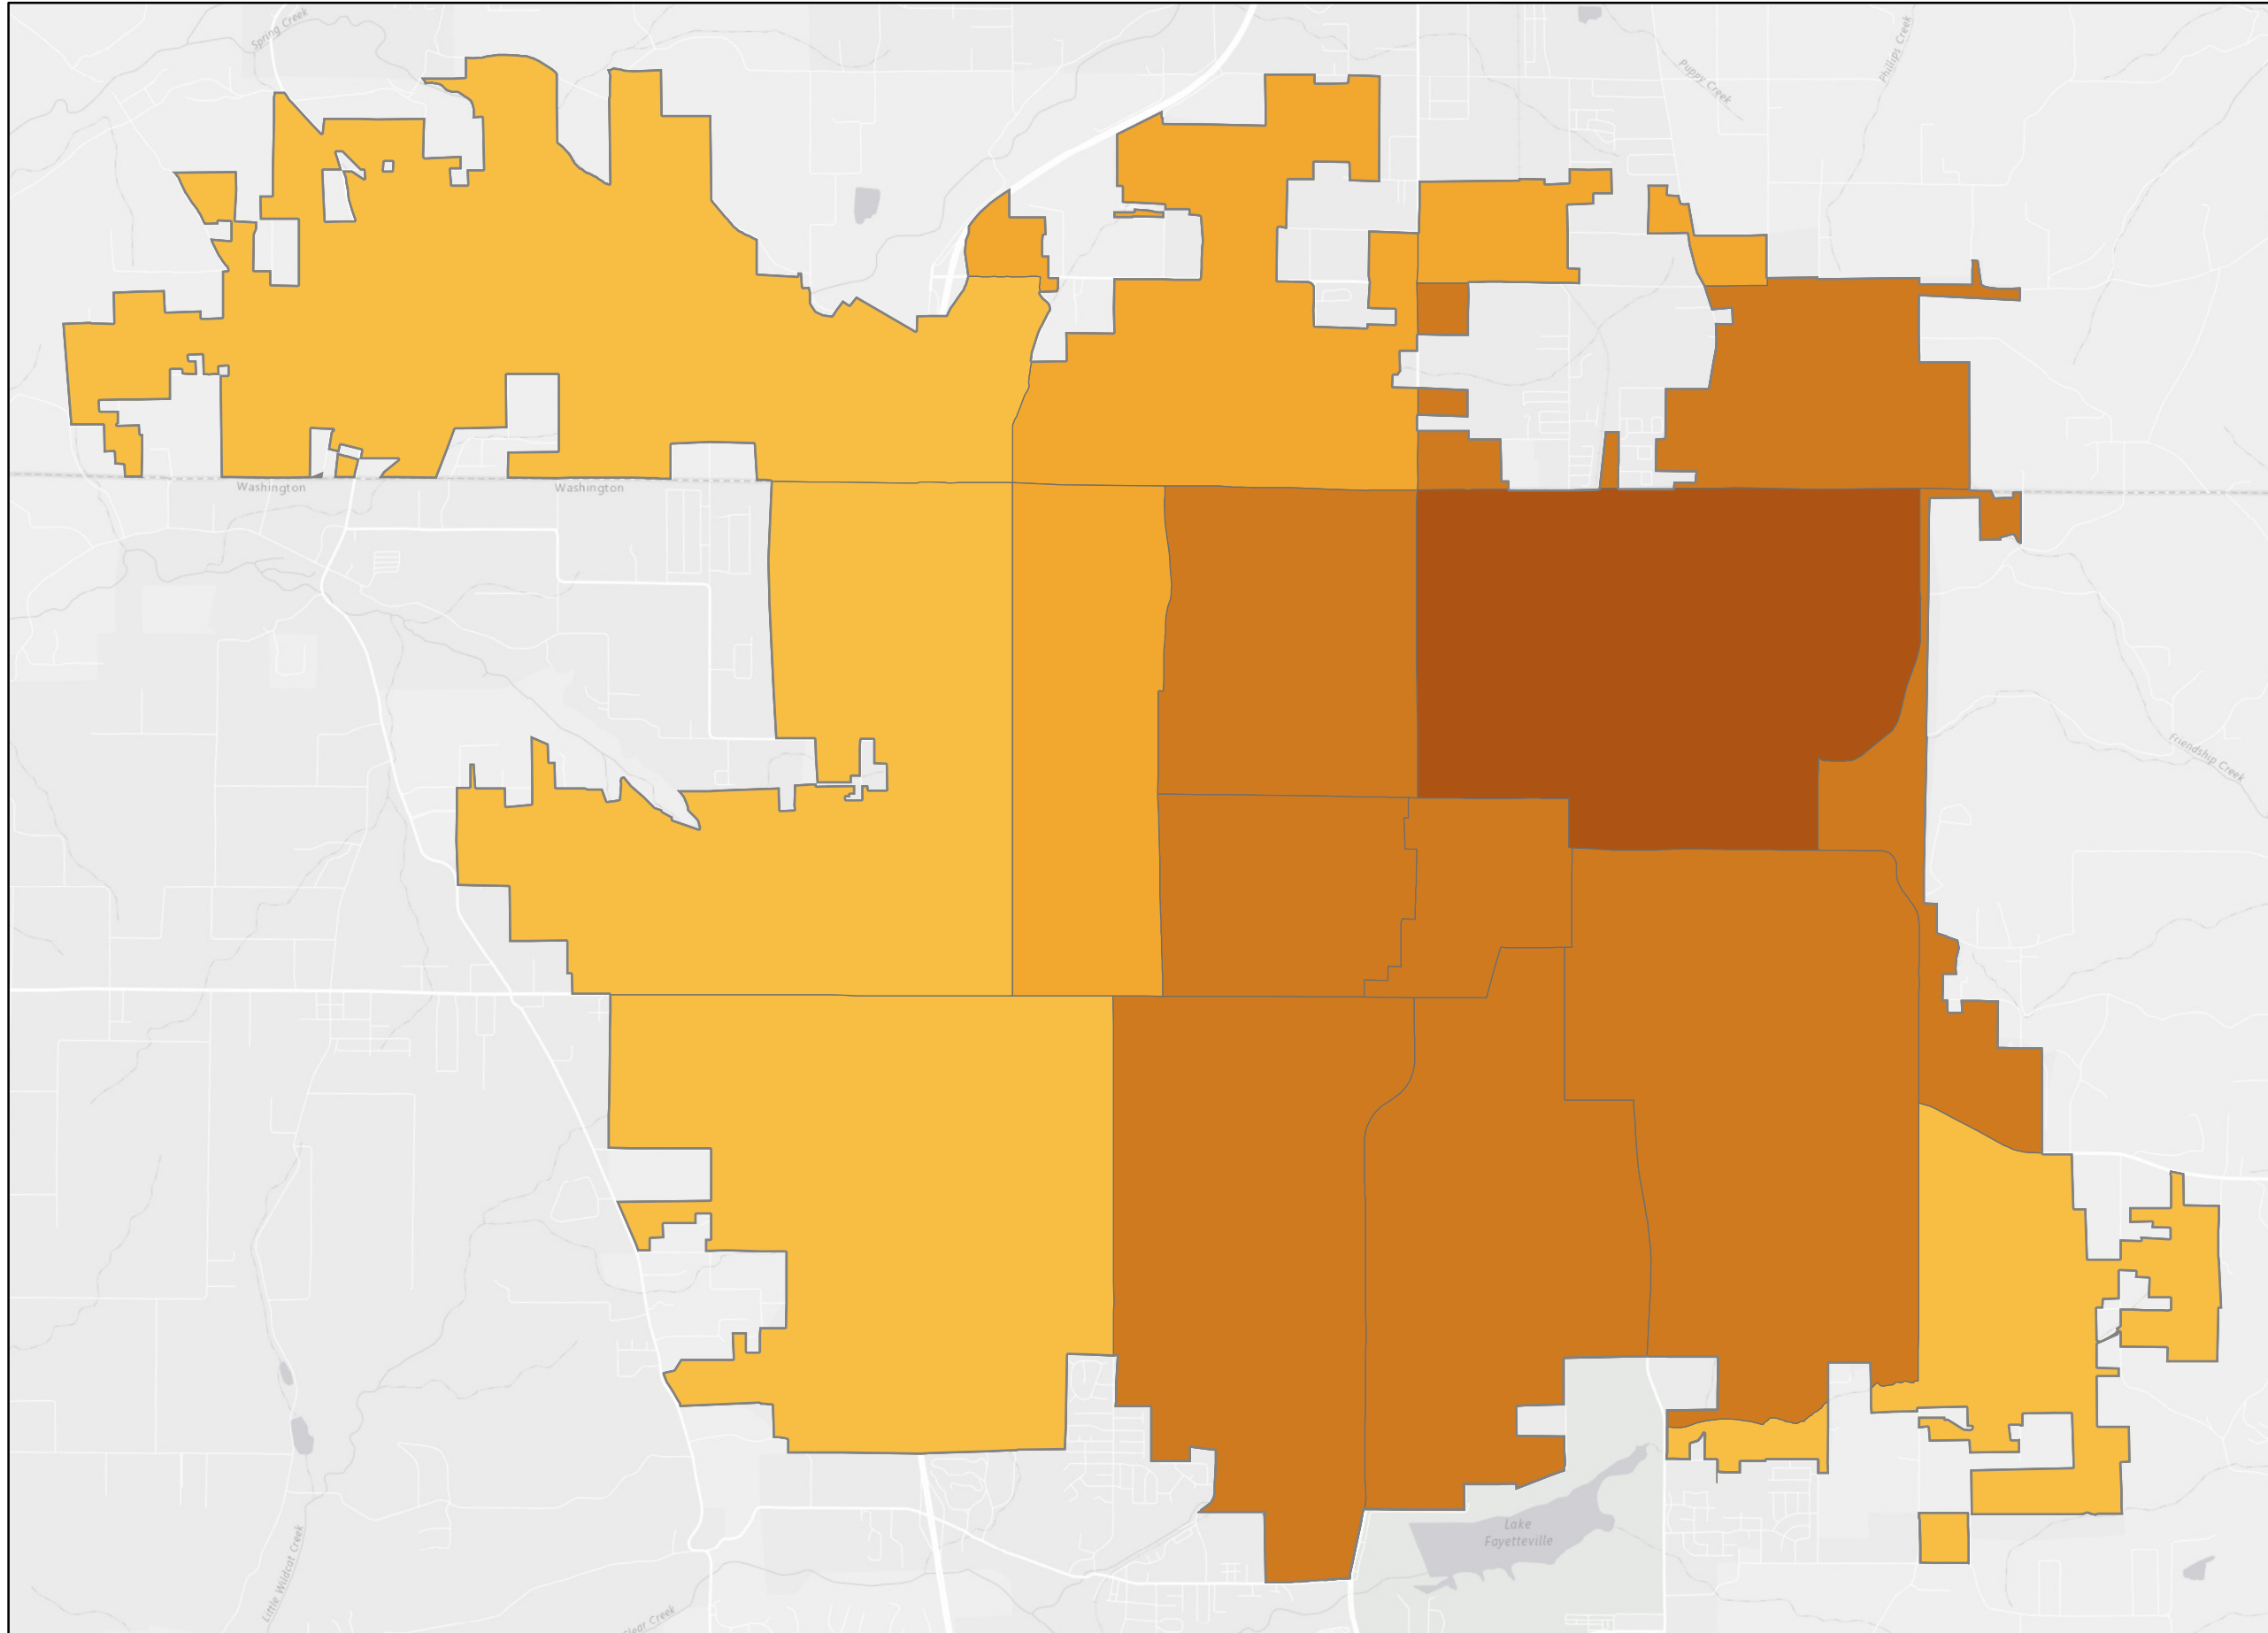 Spring Creek
Puppy Creek
Phillips Creek
Washington
Washington
Friendship Creek
Lake
Fayetteville
Little Wildcat Creek
Clear Creek